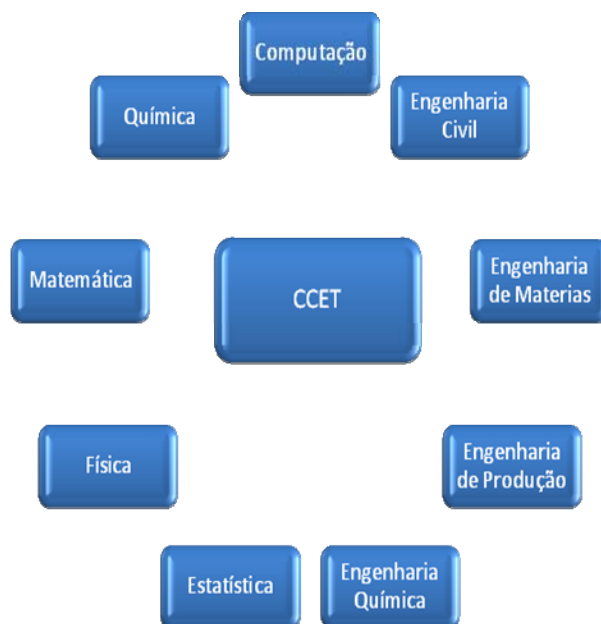 Computação
Química
Engenharia
Civil
Matemática
CCET
Engenharia
de Materias
Física
Engenharia
de Produção
Estatística
Engenharia
Química